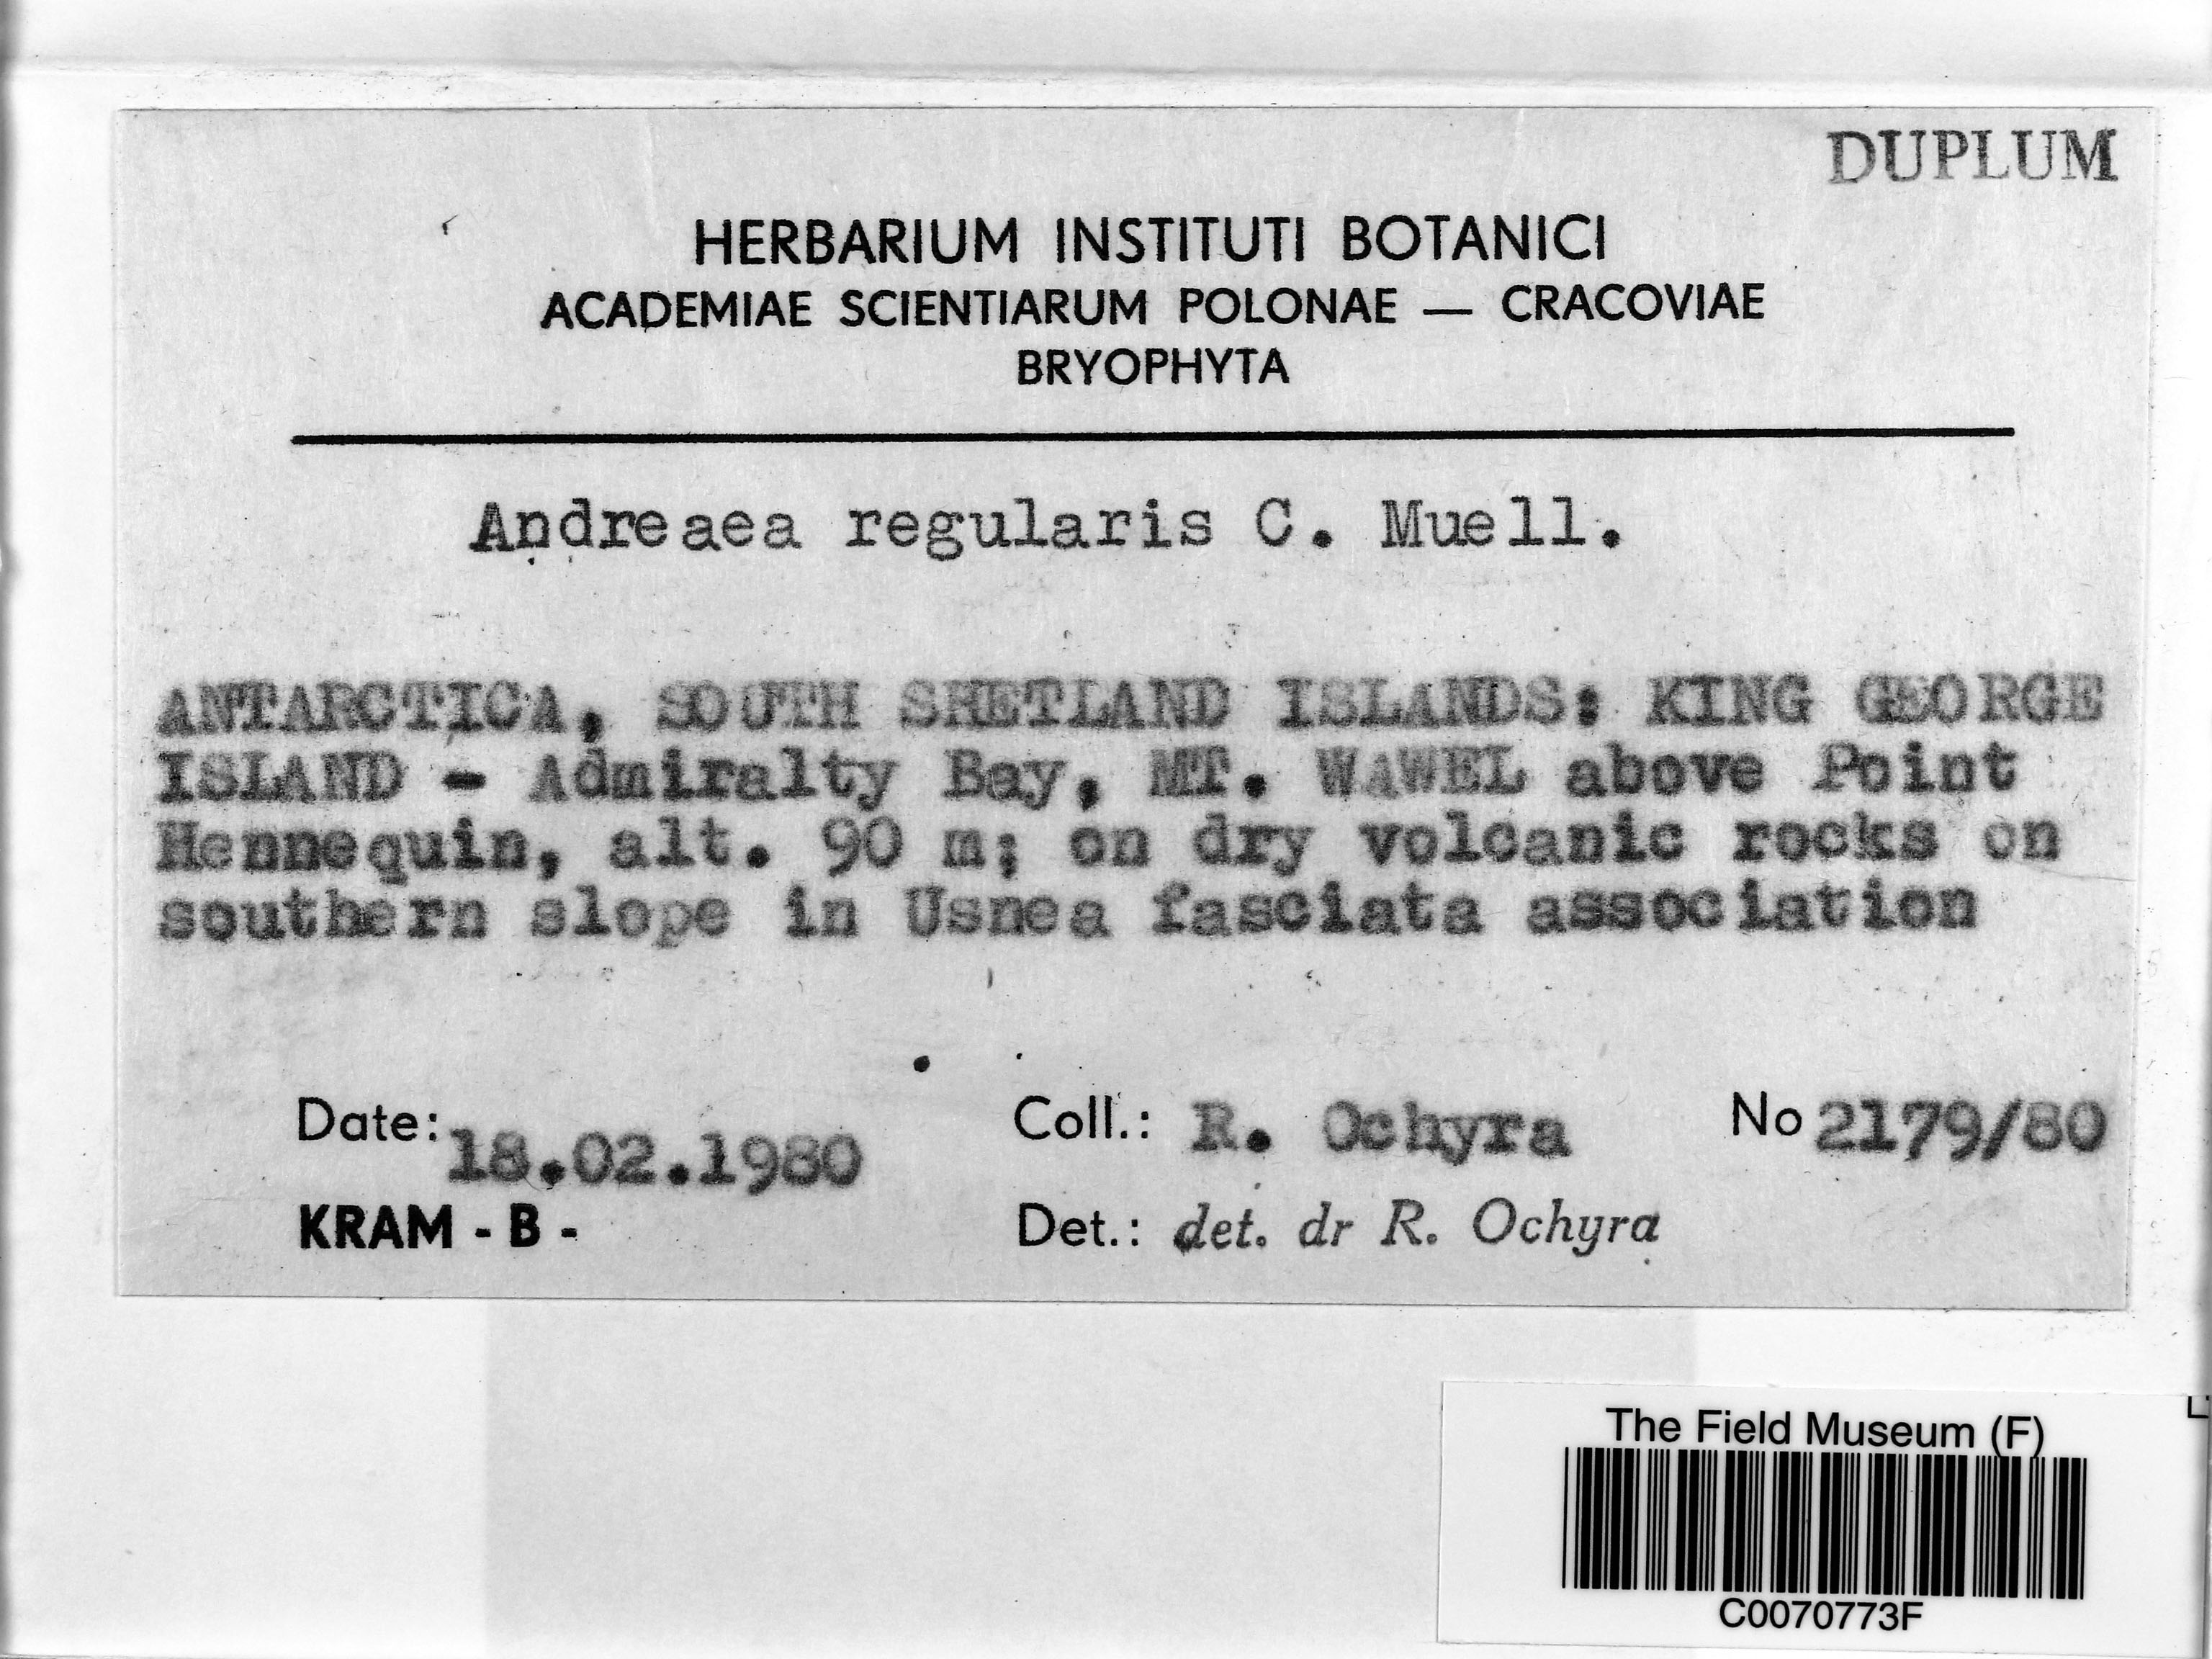 DUPLUM
HERBARIUM INSTITUTI BOTANICI
ACADEMIAE SCIENTIARUM POLONAE — CRACOVIAE
BRYOPHYTA
Andreaea regularis C. Muell.
ANTARCTICA, SOUTH SHETLAND ISLANDS: KING GEORGE
ISLAND - Admiralty Bay, MT. WAWEL above Point
Hennequin, alt. 90 m; on dry volcanic rocks on
southern slope in Usnea fasciata association
Date: 18.02.1980 Coll.: R. Ochyra No 2179/80
KRAM - B - Det.: det. dr R. Ochyra
The Field Museum (F)
C0070773F